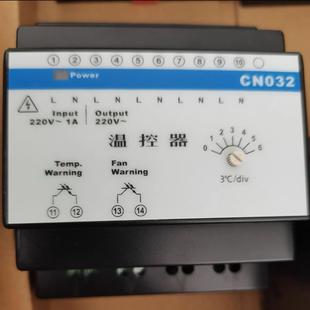 ① ② ③ ④ ⑤ ⑥ ⑦ ⑧ ⑨ ⑩
Power
CN032
L N L N L N L N L N
Input Output
220V~ 1A 220V~
温控器
0 1 2 3 4 5 6
3℃/div
Temp. Fan
Warning Warning
⑪ ⑫ ⑬ ⑭